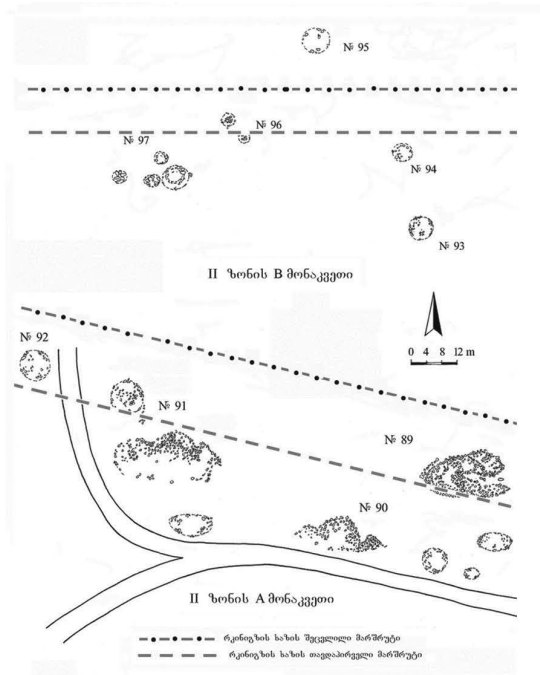 № 95
№ 96
№ 97
№ 94
№ 93
II ზონის B მონაკვეთი
№ 92
0 4 8 12 m
№ 91
№ 89
№ 90
II ზონის A მონაკვეთი
რკინიგზის ხაზის შეცვლილი მარშრუტი
რკინიგზის ხაზის თავდაპირველი მარშრუტი